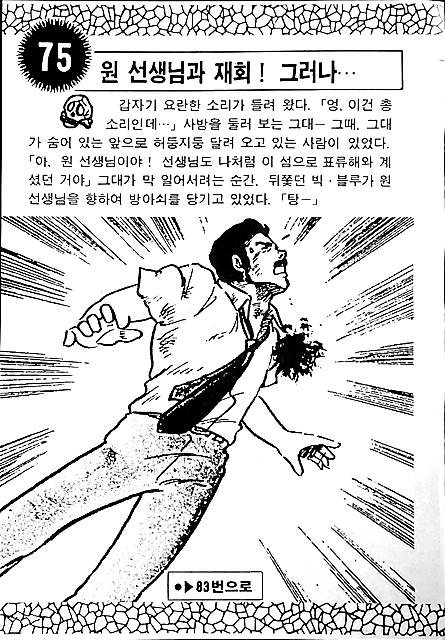 75
원 선생님과 재회! 그러나…
갑자기 요란한 소리가 들려 왔다. 「엉, 이건 총
소리인데…」 사방을 둘러 보는 그대― 그때, 그대
가 숨어 있는 앞으로 허둥지둥 달려 오고 있는 사람이 있었다.
「아, 원 선생님이야! 선생님도 나처럼 이 섬으로 표류해와 계
셨던 거야」 그대가 막 일어서려는 순간, 뒤쫓던 빅·블루가 원
선생님을 향하여 방아쇠를 당기고 있었다. 「탕―」
●▶83번으로